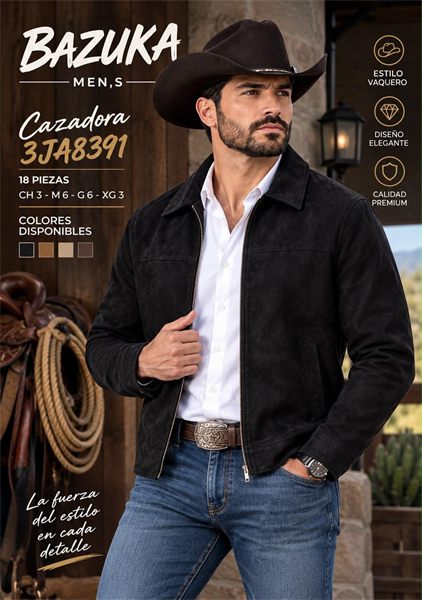 BAZUKA
MEN,S
Cazadora
3JA8391
18 PIEZAS
CH 3 - M 6 - G 6 - XG 3
COLORES
DISPONIBLES
ESTILO
VAQUERO
DISEÑO
ELEGANTE
CALIDAD
PREMIUM
La fuerza
del estilo
en cada
detalle